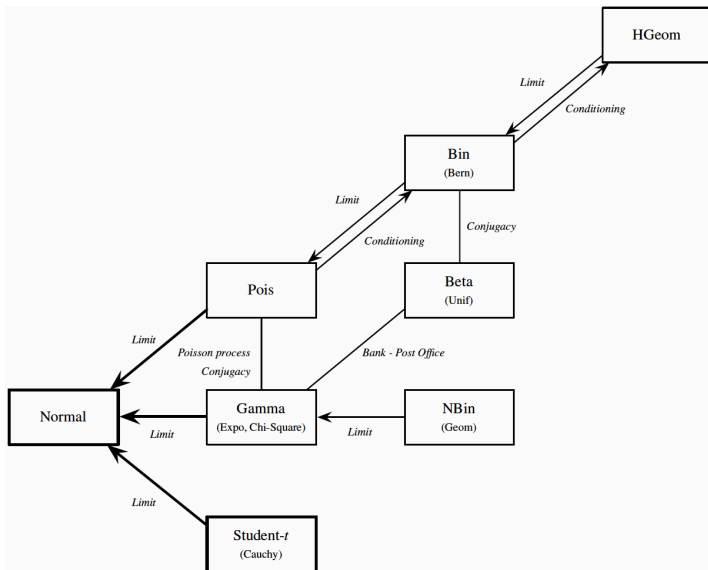 HGeom
Limit
Conditioning
Bin
(Bern)
Limit
Conjugacy
Conditioning
Pois
Beta
(Unif)
Limit
Poisson process
Conjugacy
Bank - Post Office
Normal
Gamma
(Expo, Chi-Square)
NBin
(Geom)
Limit
Limit
Limit
Student-t
(Cauchy)